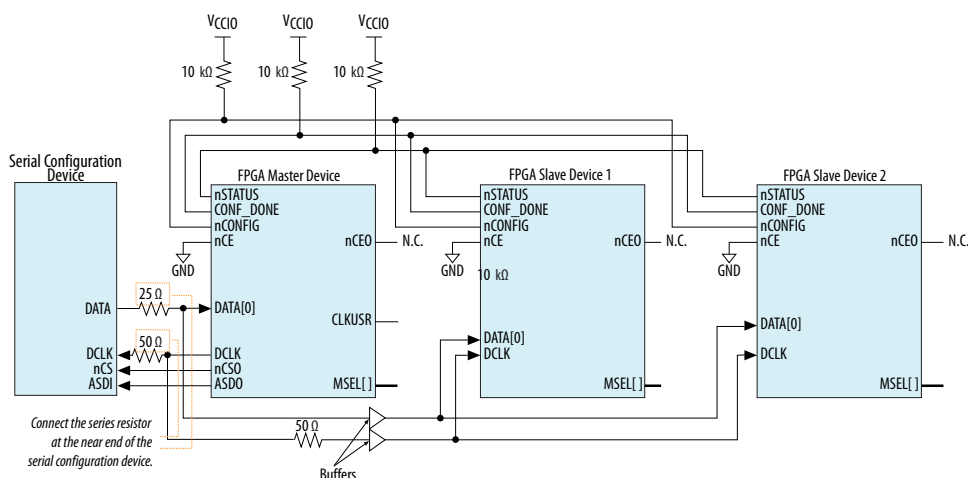 VCCIO
VCCIO
VCCIO
10 kΩ
10 kΩ
10 kΩ
Serial Configuration
Device
DATA
DCLK
nCS
ASDI
25 Ω
50 Ω
FPGA Master Device
nSTATUS
CONF_DONE
nCONFIG
nCE
GND
nCEO
N.C.
DATA[0]
CLKUSR
DCLK
nCSO
ASDO
MSEL[ ]
FPGA Slave Device 1
nSTATUS
CONF_DONE
nCONFIG
nCE
GND
nCEO
N.C.
10 kΩ
DATA[0]
DCLK
MSEL[ ]
FPGA Slave Device 2
nSTATUS
CONF_DONE
nCONFIG
nCE
GND
nCEO
N.C.
DATA[0]
DCLK
MSEL[ ]
Connect the series resistor
at the near end of the
serial configuration device.
50 Ω
Buffers